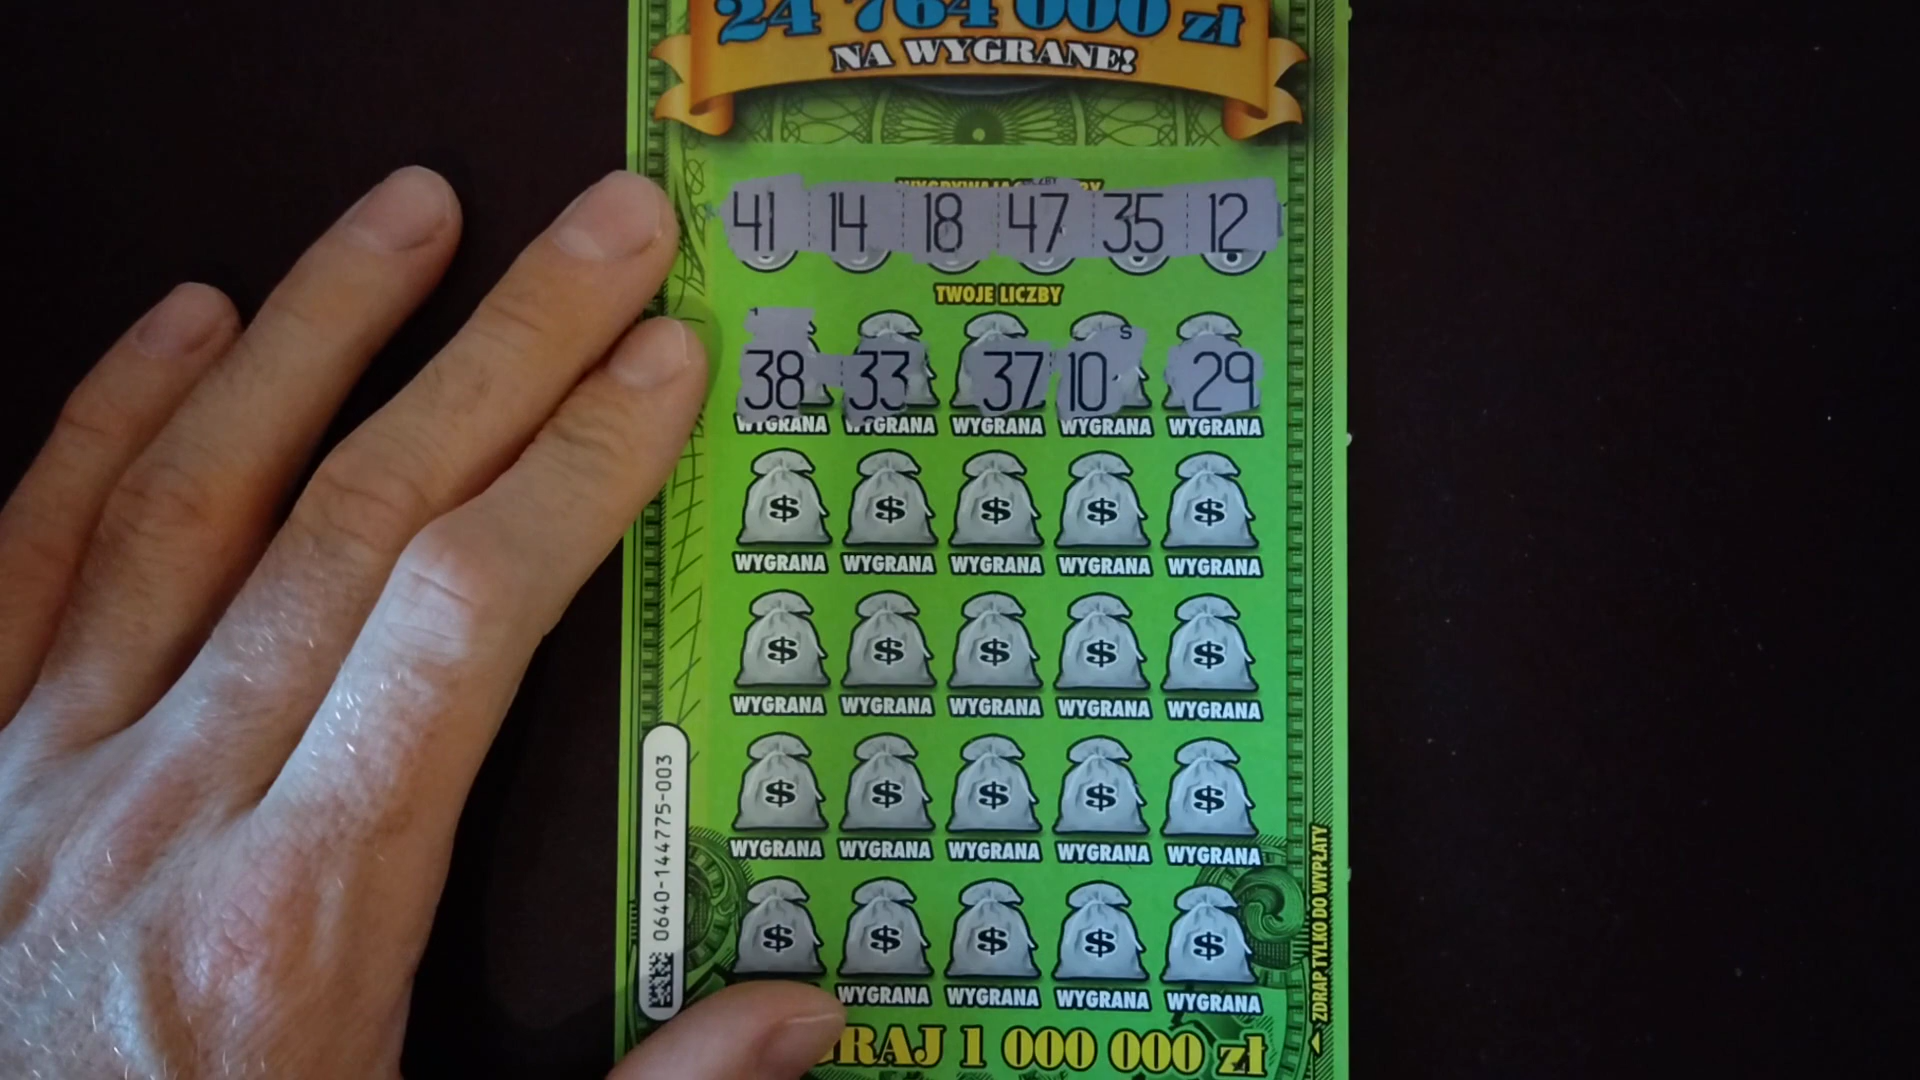 24 764 000 zł
NA WYGRANE!
41 14 18 47 35 12
TWOJE LICZBY
38 33 37 10 29
WYGRANA WYGRANA WYGRANA WYGRANA WYGRANA
$ $ $ $ $
WYGRANA WYGRANA WYGRANA WYGRANA WYGRANA
$ $ $ $ $
WYGRANA WYGRANA WYGRANA WYGRANA WYGRANA
$ $ $ $ $
WYGRANA WYGRANA WYGRANA WYGRANA WYGRANA
$ $ $ $ $
WYGRANA WYGRANA WYGRANA WYGRANA
1 000 000 zł
0640-144775-003
ZDRAP TYLKO DO WYPŁATY